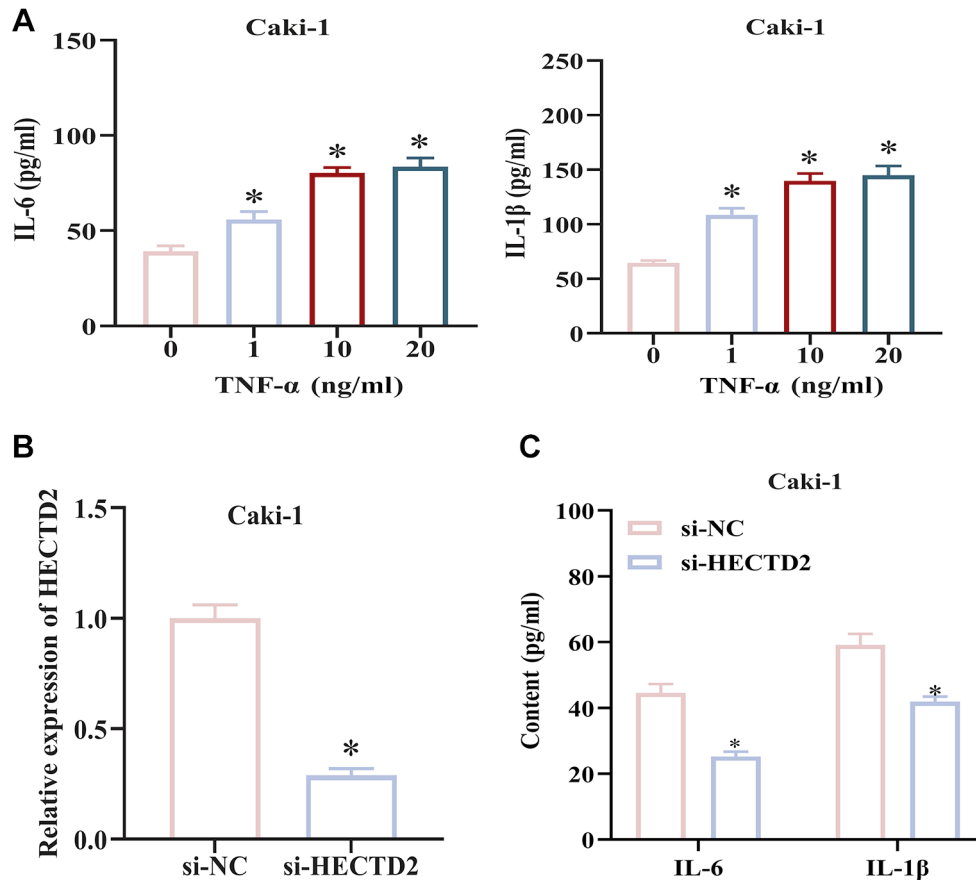 A
Caki-1
IL-6 (pg/ml)
150
100
50
0
*
*
*
0 1 10 20
TNF-α (ng/ml)
Caki-1
IL-1β (pg/ml)
250
200
150
100
50
0
*
*
*
0 1 10 20
TNF-α (ng/ml)
B
Caki-1
Relative expression of HECTD2
1.5
1.0
0.5
0.0
*
si-NC si-HECTD2
C
Caki-1
si-NC
si-HECTD2
Content (pg/ml)
100
80
60
40
20
0
*
*
IL-6 IL-1β